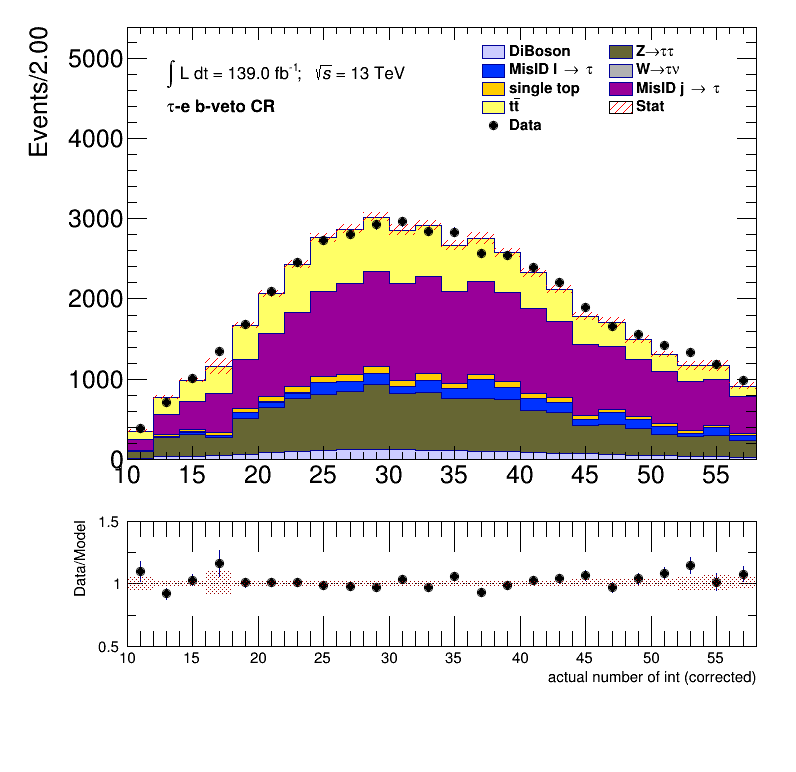 Events/2.00
5000
4000
3000
2000
1000
0
∫ L dt = 139.0 fb⁻¹; √s = 13 TeV
τ-e b-veto CR
DiBoson
Z→ττ
MisID l → τ
W→τν
single top
MisID j → τ
tt̄
Stat
Data
10 15 20 25 30 35 40 45 50 55
Data/Model
1.5
1
0.5
10 15 20 25 30 35 40 45 50 55
actual number of int (corrected)